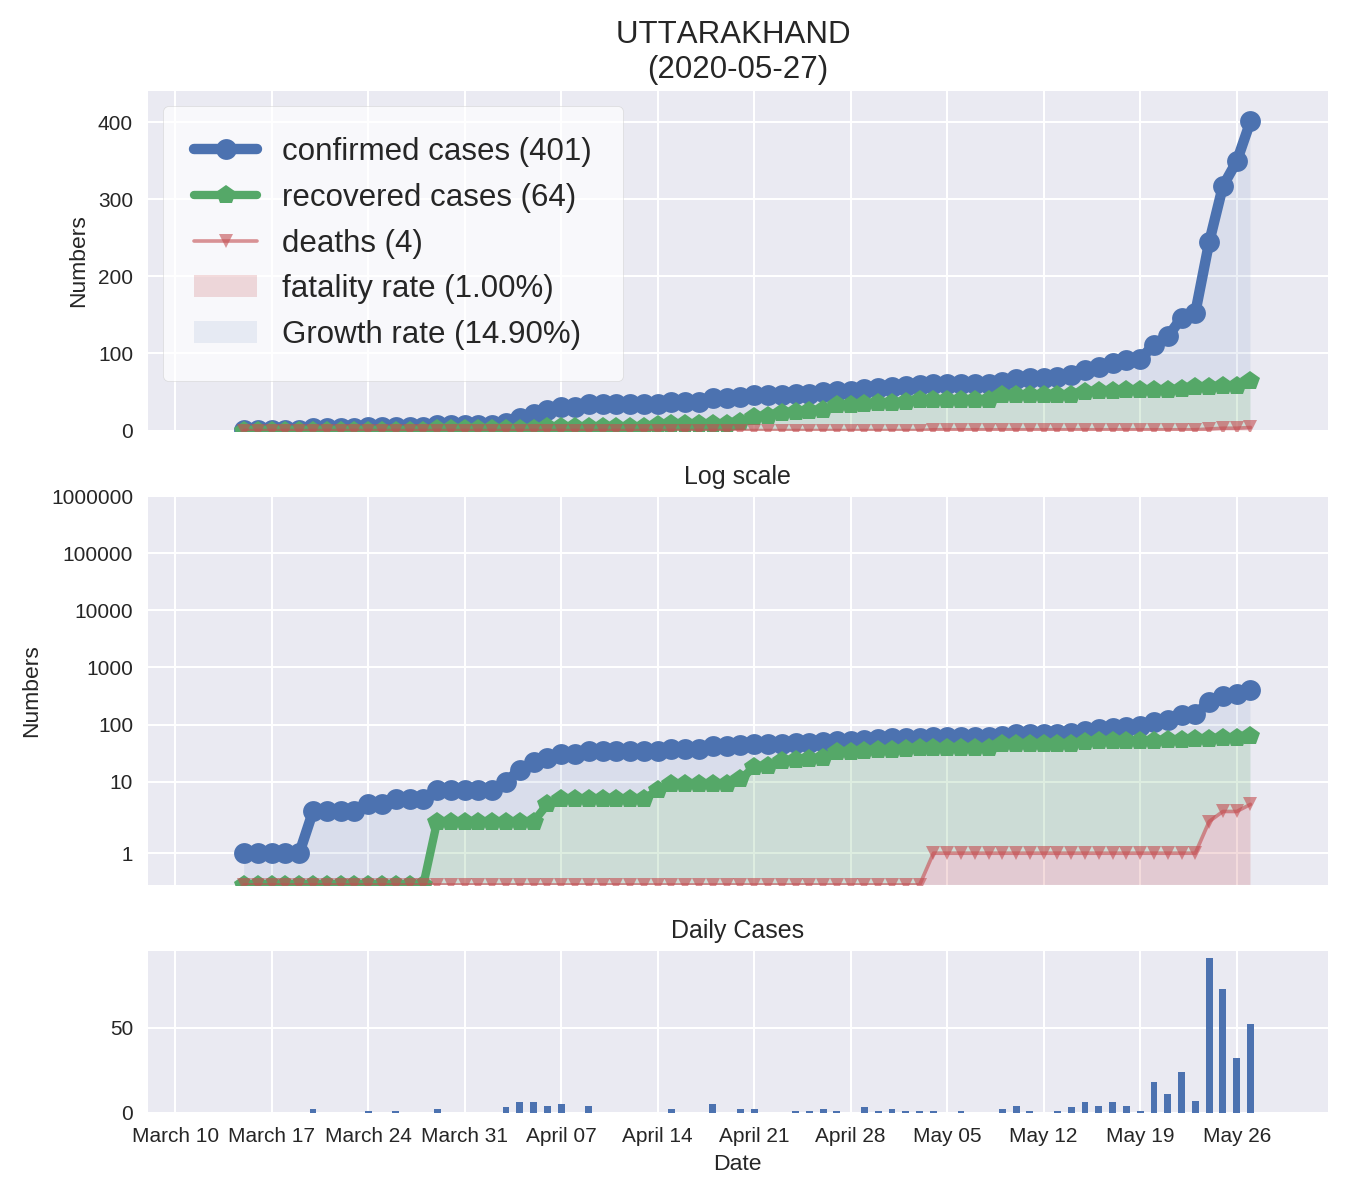 UTTARAKHAND
(2020-05-27)
400
300
200
100
0
Numbers
confirmed cases (401)
recovered cases (64)
deaths (4)
fatality rate (1.00%)
Growth rate (14.90%)
Log scale
1000000
100000
10000
1000
100
10
1
Numbers
Daily Cases
50
0
March 10 March 17 March 24 March 31 April 07 April 14 April 21 April 28 May 05 May 12 May 19 May 26
Date